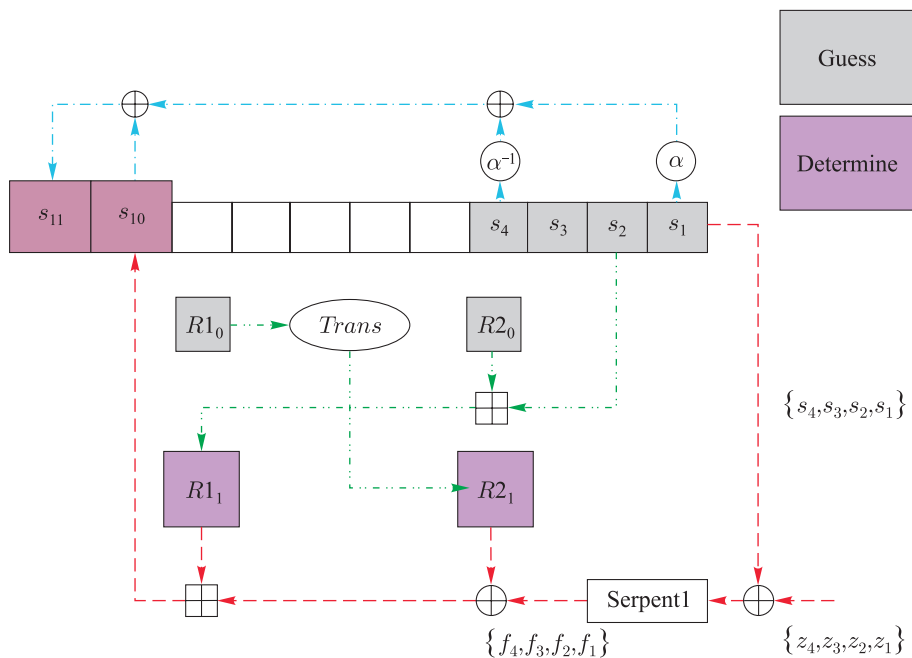 Guess
Determine
α⁻¹
α
s₁₁
s₁₀
s₄
s₃
s₂
s₁
R1₀
Trans
R2₀
{s₄,s₃,s₂,s₁}
R1₁
R2₁
Serpent1
{f₄,f₃,f₂,f₁}
{z₄,z₃,z₂,z₁}